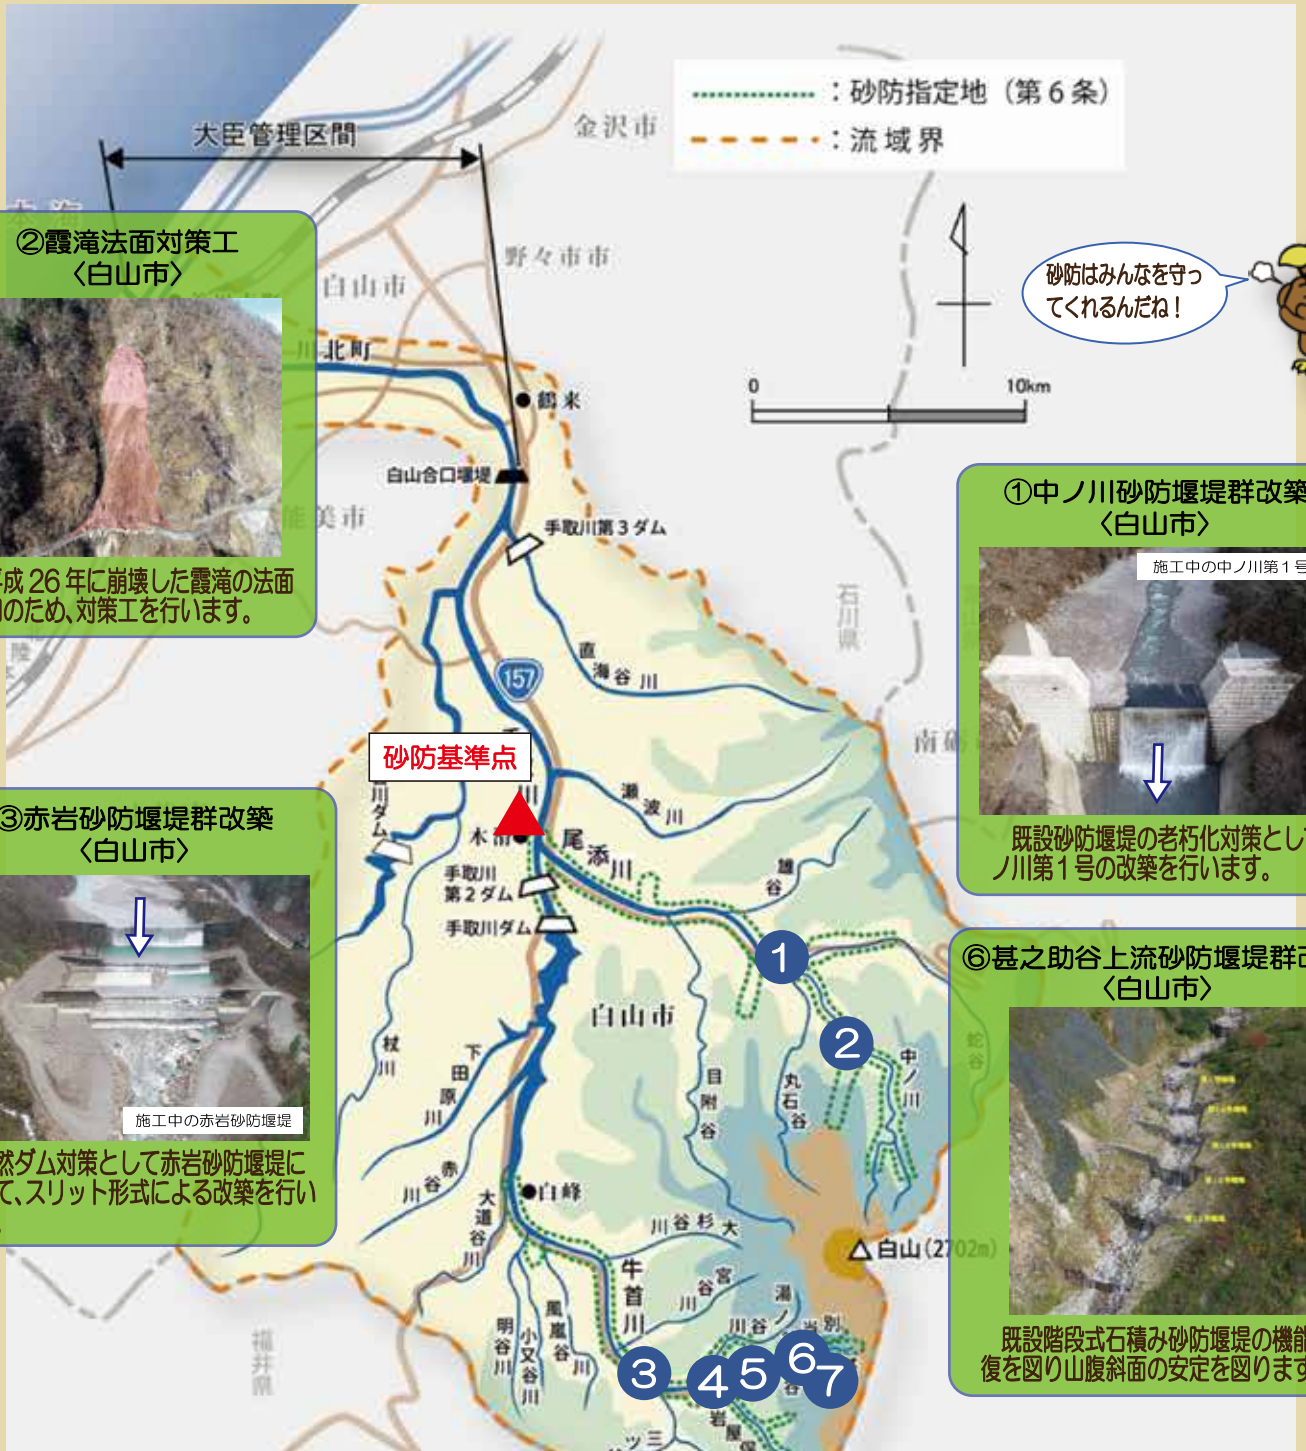 ：砂防指定地（第６条）
：流域界
大臣管理区間
金沢市
野々市市
白山市
川北町
鶴来
白山合口堰堤
能美市
手取川第３ダム
0
10km
砂防はみんなを守っ
てくれるんだね！
②霞滝法面対策工
〈白山市〉
成26年に崩壊した霞滝の法面
のため、対策工を行います。
①中ノ川砂防堰堤群改築
〈白山市〉
施工中の中ノ川第１号
既設砂防堰堤の老朽化対策とし
ノ川第１号の改築を行います。
石川県
直海谷川
157
砂防基準点
川ダム
瀬波川
尾添川
雄谷
手取川
第２ダム
手取川ダム
③赤岩砂防堰堤群改築
〈白山市〉
施工中の赤岩砂防堰堤
然ダム対策として赤岩砂防堰堤に
て、スリット形式による改築を行い
①
②
白山市
中ノ川
蛇谷
丸石谷
目附谷
杖川
下田原川
赤谷川
大道谷川
白峰
大杉谷川
牛首川
宮谷川
白山(2702m)
⑥甚之助谷上流砂防堰堤群改
〈白山市〉
既設階段式石積み砂防堰堤の機能
復を図り山腹斜面の安定を図ります
福井県
明谷川
小又谷川
風嵐谷川
③
④
⑤
⑥
⑦